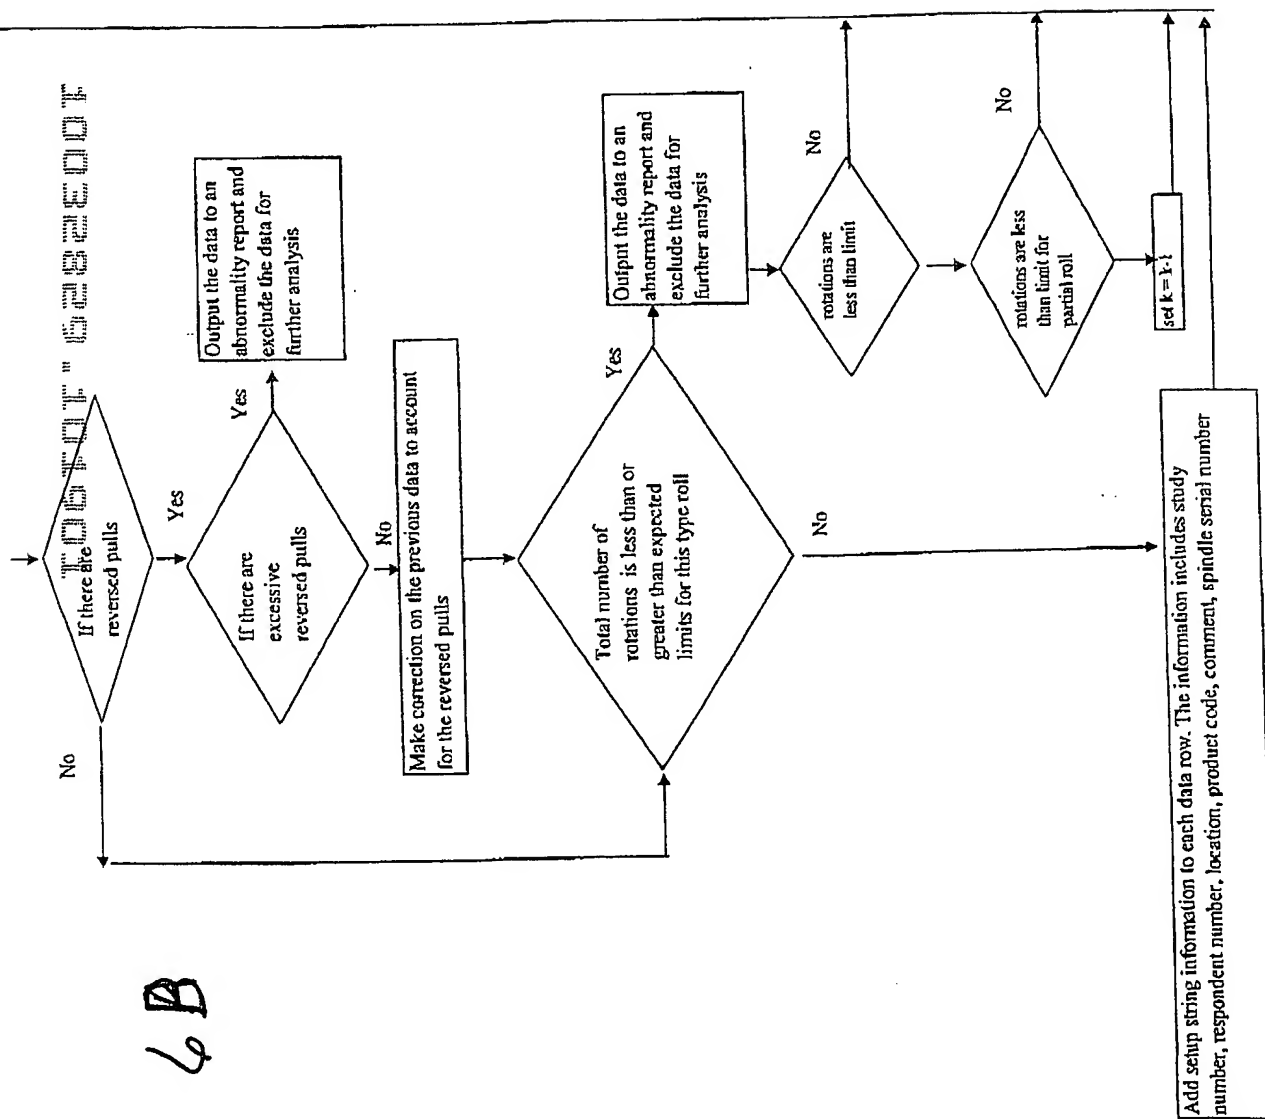 10032829.101901
If there are
reversed pulls
No
Yes
If there are
excessive
reversed pulls
Yes
Output the data to an
abnormality report and
exclude the data for
further analysis
No
Make correction on the previous data to account
for the reversed pulls
Total number of
rotations is less than or
greater than expected
limits for this type roll
Yes
Output the data to an
abnormality report and
exclude the data for
further analysis
No
rotations are
less than limit
No
rotations are less
than limit for
partial roll
No
set k = k-1
Add setup string information to each data row. The information includes study
number, respondent number, location, product code, comment, spindle serial number
6B